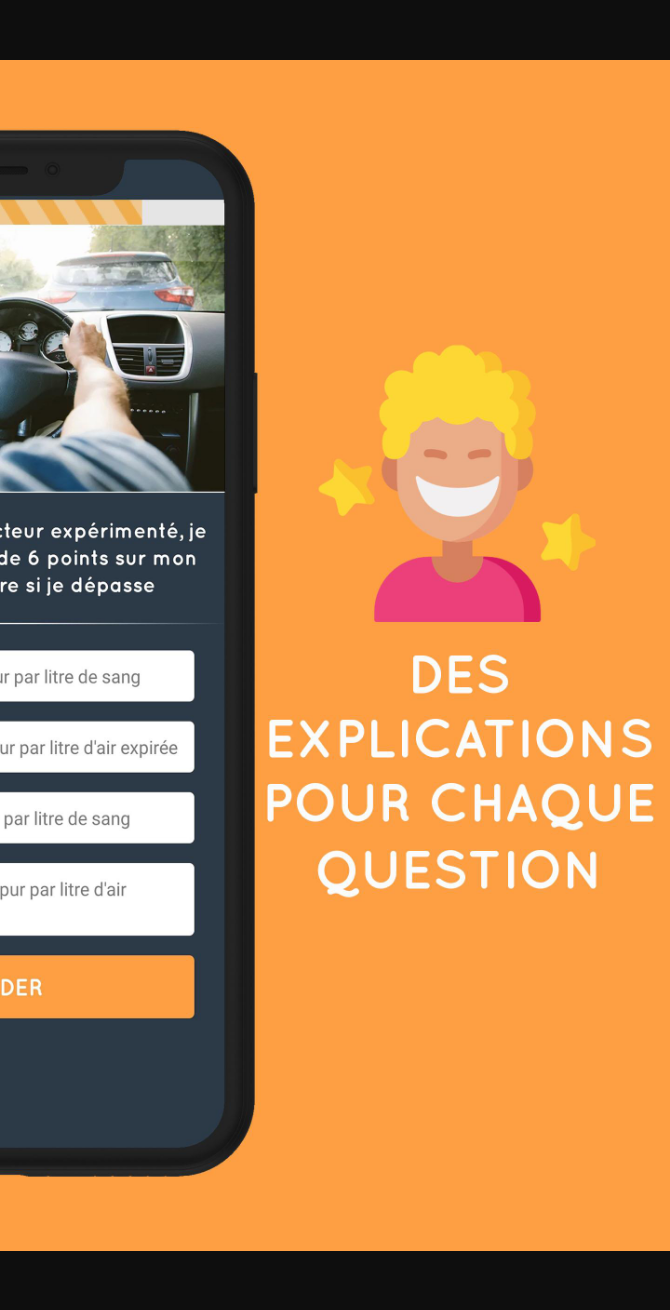 cteur expérimenté, je
de 6 points sur mon
re si je dépasse
ur par litre de sang
ur par litre d'air expirée
par litre de sang
pur par litre d'air
DER
DES
EXPLICATIONS
POUR CHAQUE
QUESTION